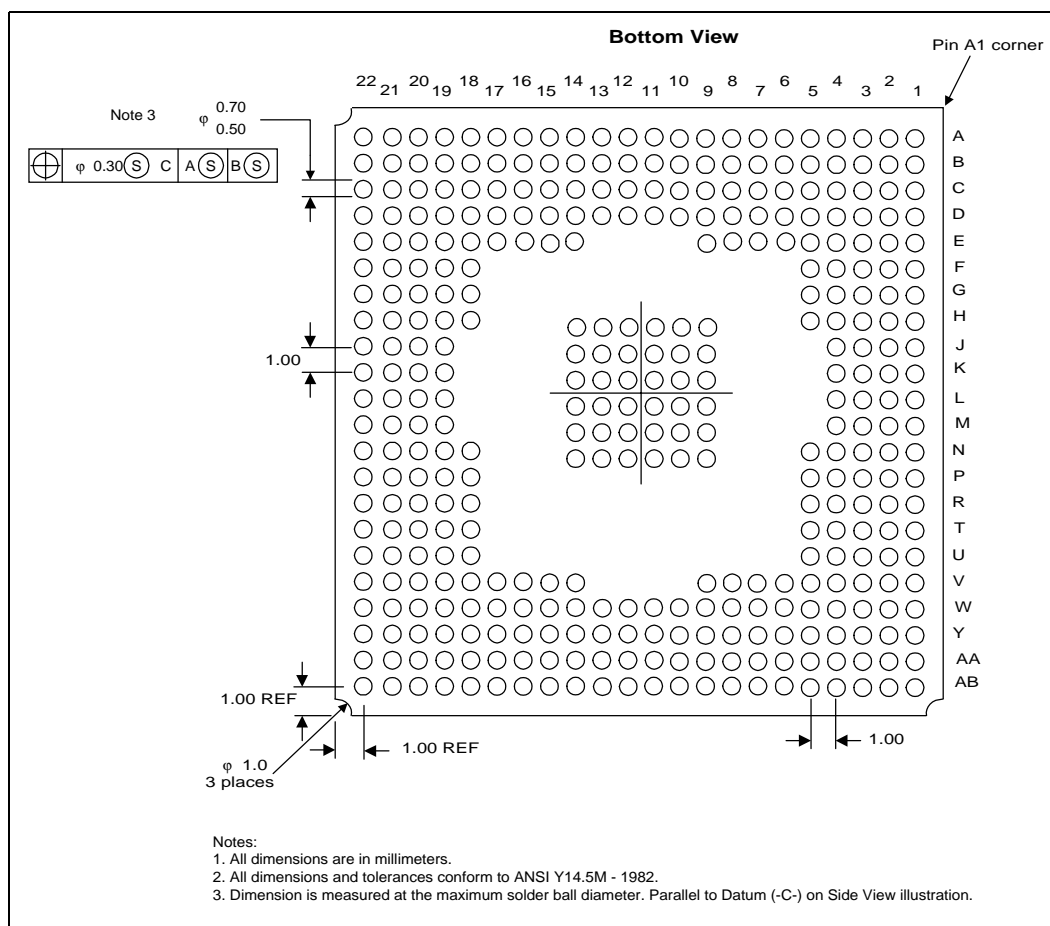 Bottom View
Pin A1 corner
22 21 20 19 18 17 16 15 14 13 12 11 10 9 8 7 6 5 4 3 2 1
Note 3
φ 0.70
0.50
φ 0.30 S C A S B S
A
B
C
D
E
F
G
H
J
1.00
K
L
M
N
P
R
T
U
V
W
Y
AA
AB
1.00 REF
1.00 REF
1.00
φ 1.0
3 places
Notes:
1. All dimensions are in millimeters.
2. All dimensions and tolerances conform to ANSI Y14.5M - 1982.
3. Dimension is measured at the maximum solder ball diameter. Parallel to Datum (-C-) on Side View illustration.